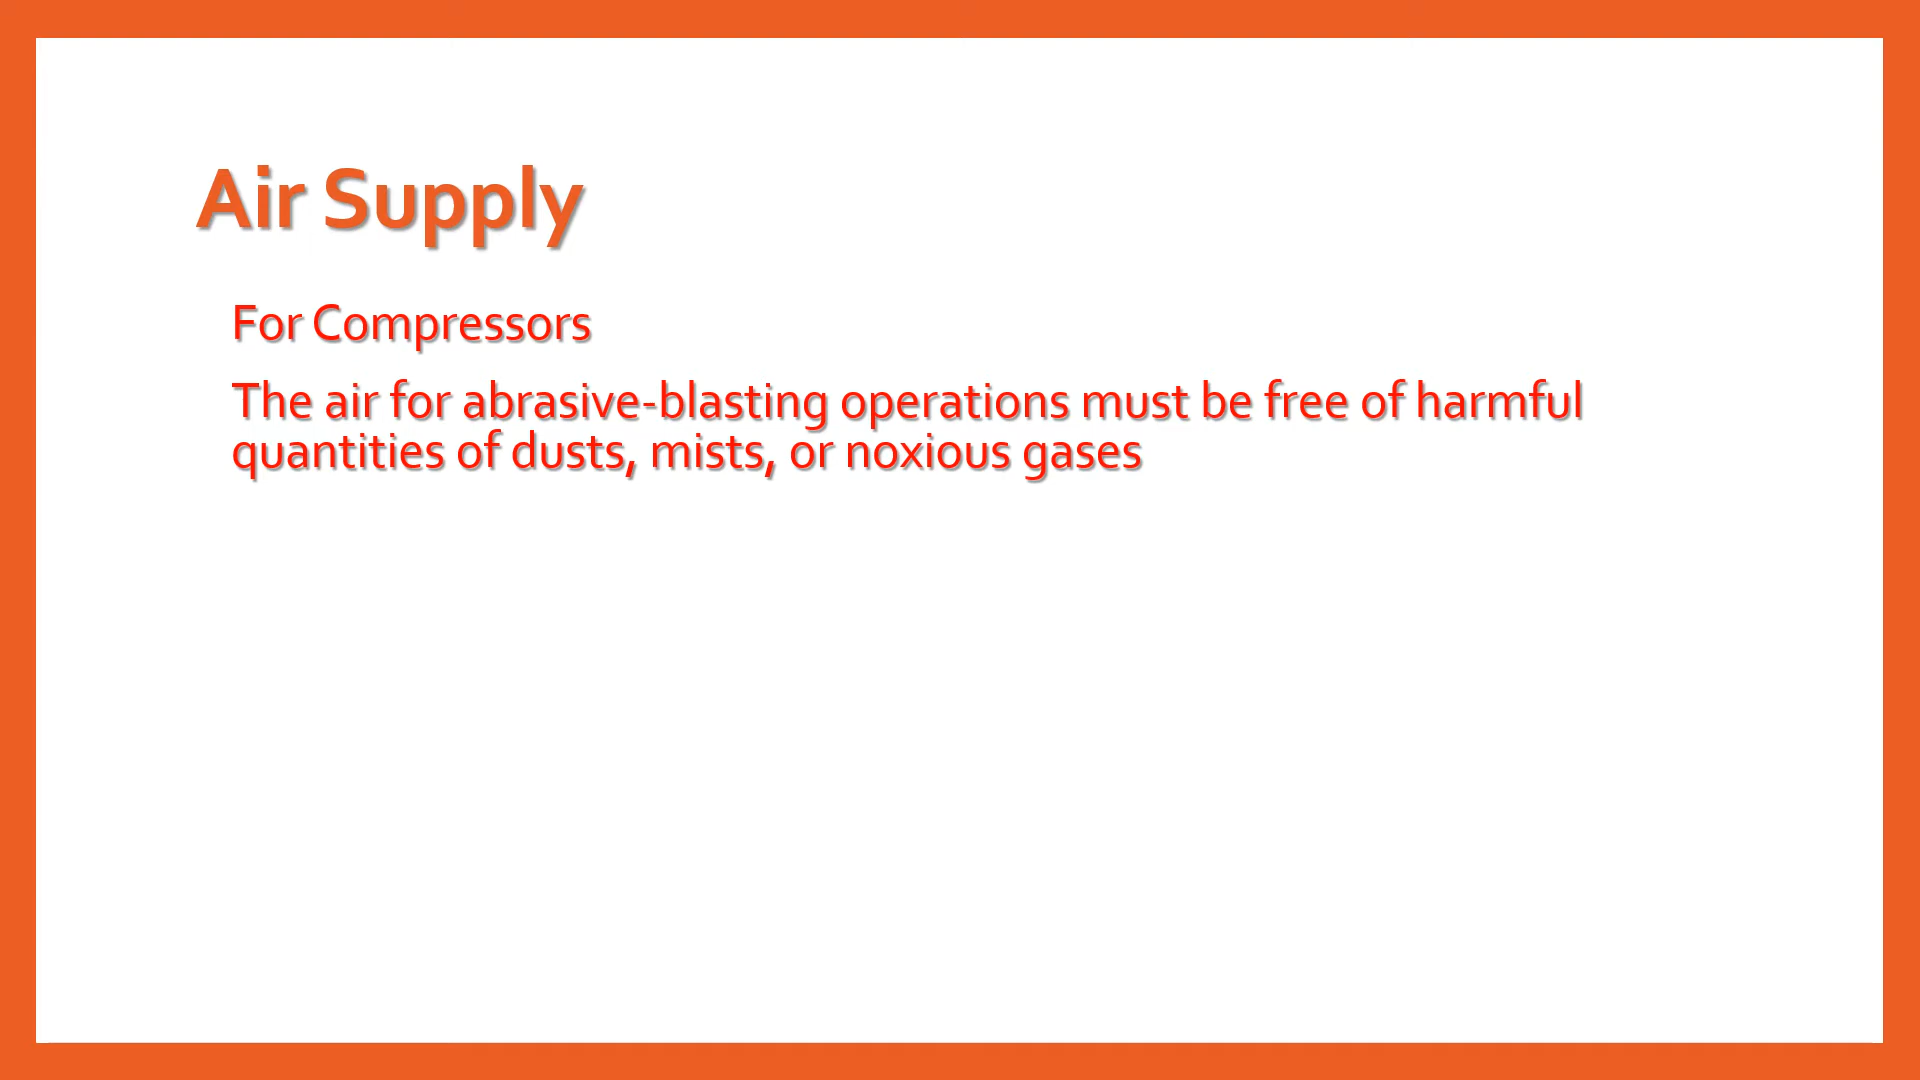 Air Supply
For Compressors
The air for abrasive-blasting operations must be free of harmful
quantities of dusts, mists, or noxious gases